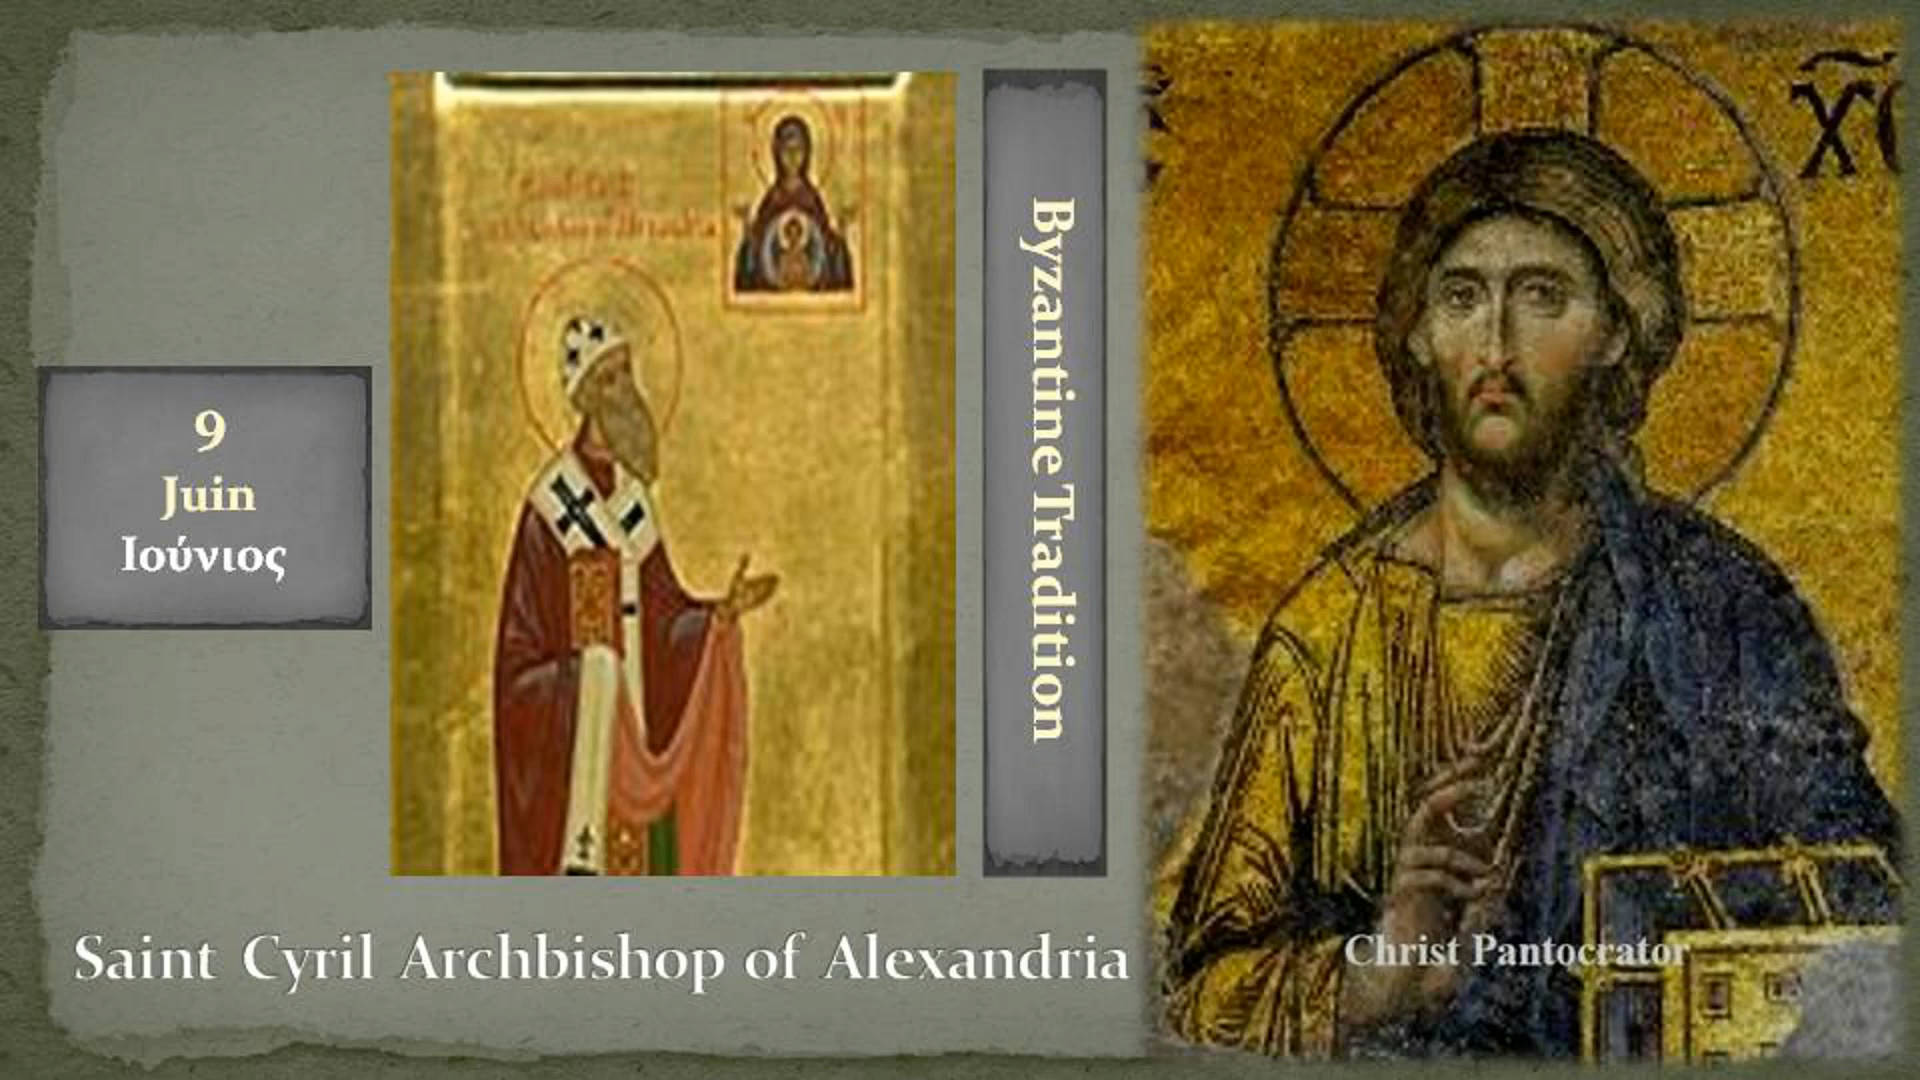 9
Juin
Ιούνιος
Byzantine Tradition
Saint Cyril Archbishop of Alexandria
Christ Pantocrator